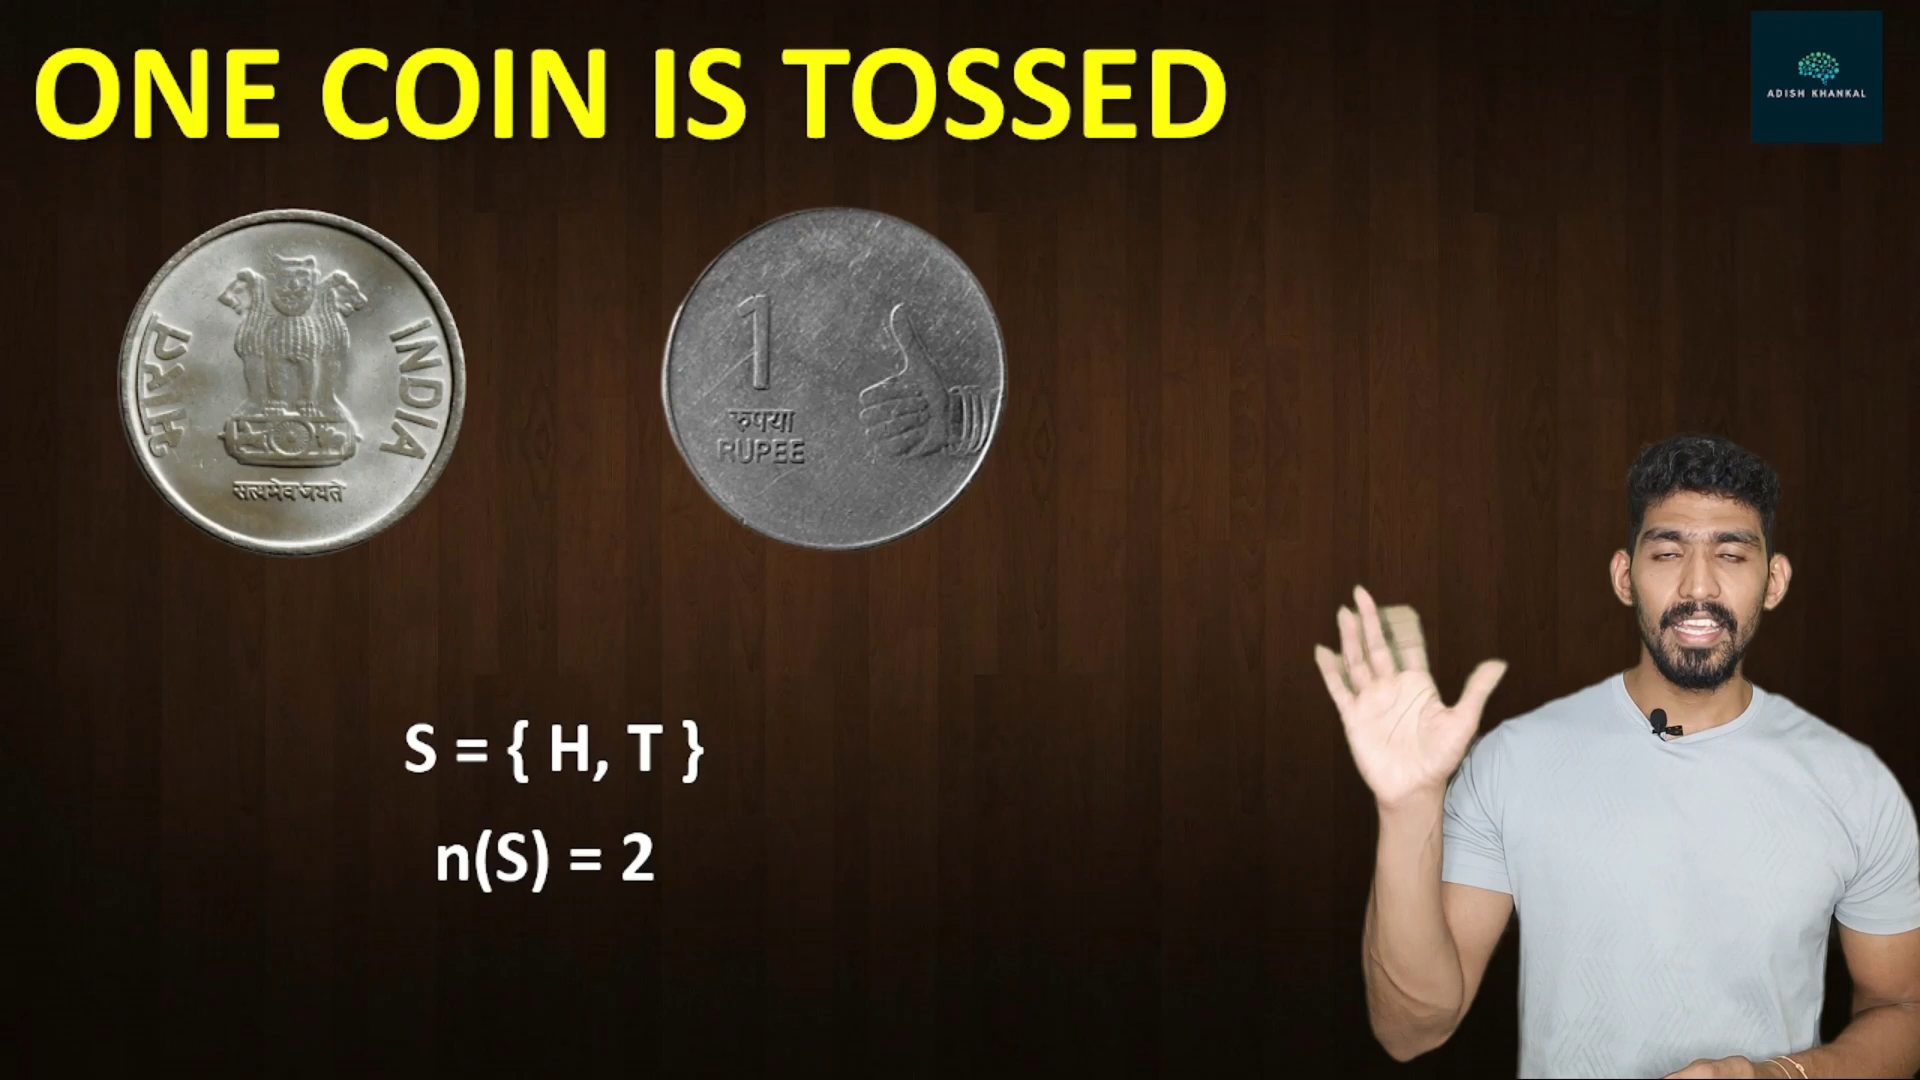 ONE COIN IS TOSSED
ADISH KHANKAL
भारत
INDIA
सत्यमेव जयते
1
रुपया
RUPEE
S = { H, T }
n(S) = 2